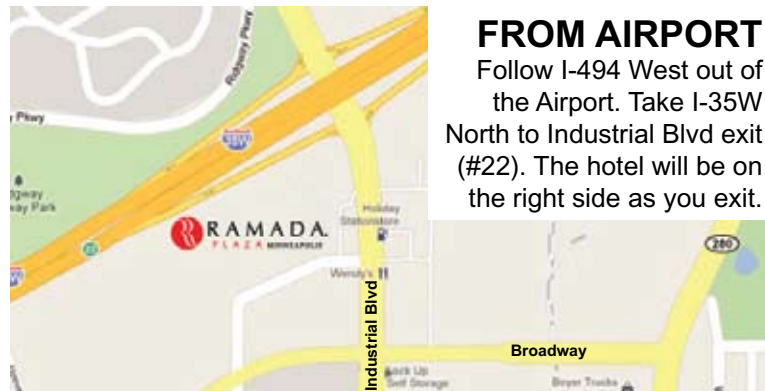 FROM AIRPORT
Follow I-494 West out of
the Airport. Take I-35W
North to Industrial Blvd exit
(#22). The hotel will be on
the right side as you exit.
Ridgway Pkwy
Pkwy
way Park
RAMADA
PLAZA MINNEAPOLIS
Holiday
Stationstore
280
Wendy's
Industrial Blvd
Broadway
Lock Up
Self Storage
Boyer Trucks